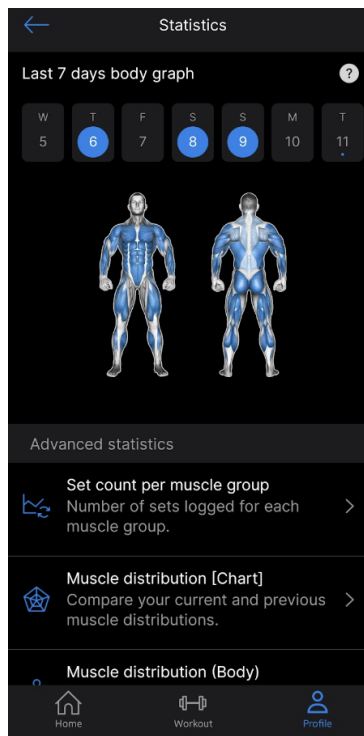 Statistics
Last 7 days body graph
?
W T F S S M T
5 6 7 8 9 10 11
Advanced statistics
Set count per muscle group
Number of sets logged for each
muscle group.
Muscle distribution [Chart]
Compare your current and previous
muscle distributions.
Muscle distribution (Body)
Home Workout Profile